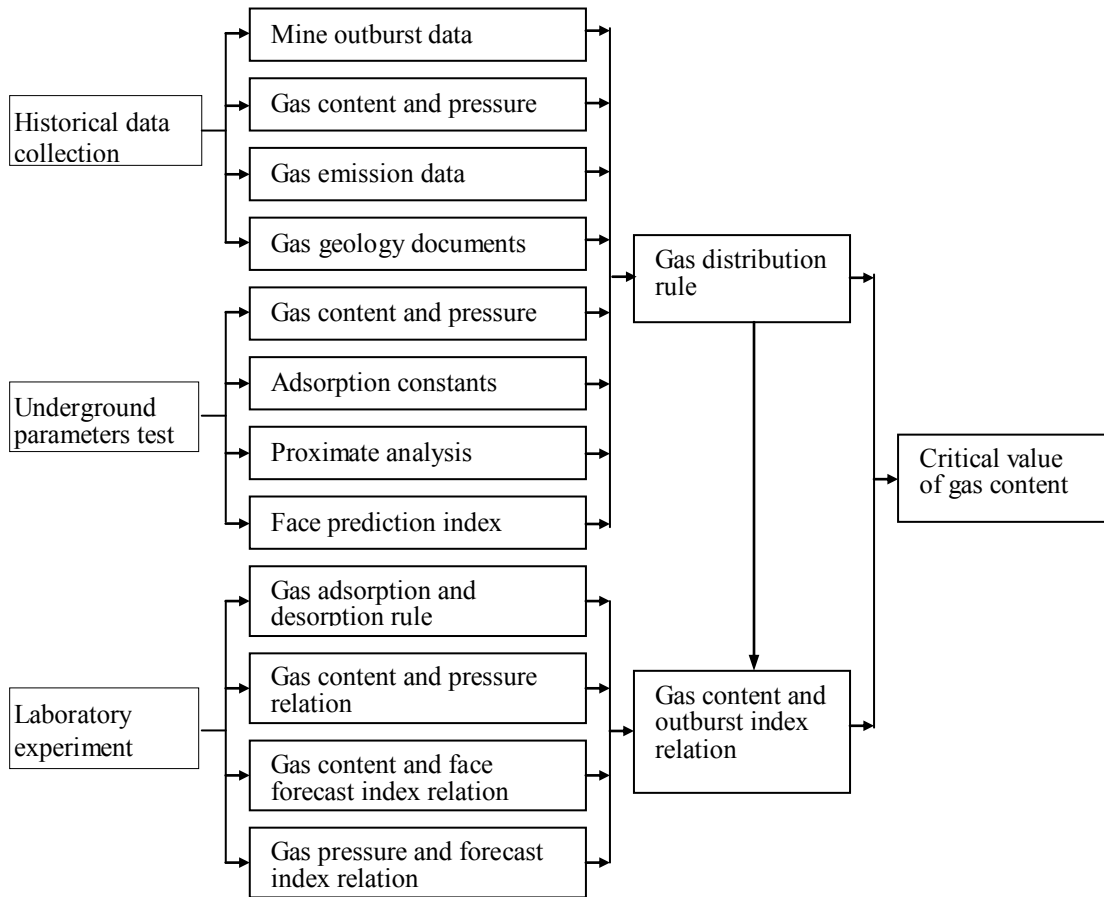 Historical data
collection
Mine outburst data
Gas content and pressure
Gas emission data
Gas geology documents
Underground
parameters test
Gas content and pressure
Adsorption constants
Proximate analysis
Face prediction index
Laboratory
experiment
Gas adsorption and
desorption rule
Gas content and pressure
relation
Gas content and face
forecast index relation
Gas pressure and forecast
index relation
Gas distribution
rule
Gas content and
outburst index
relation
Critical value
of gas content